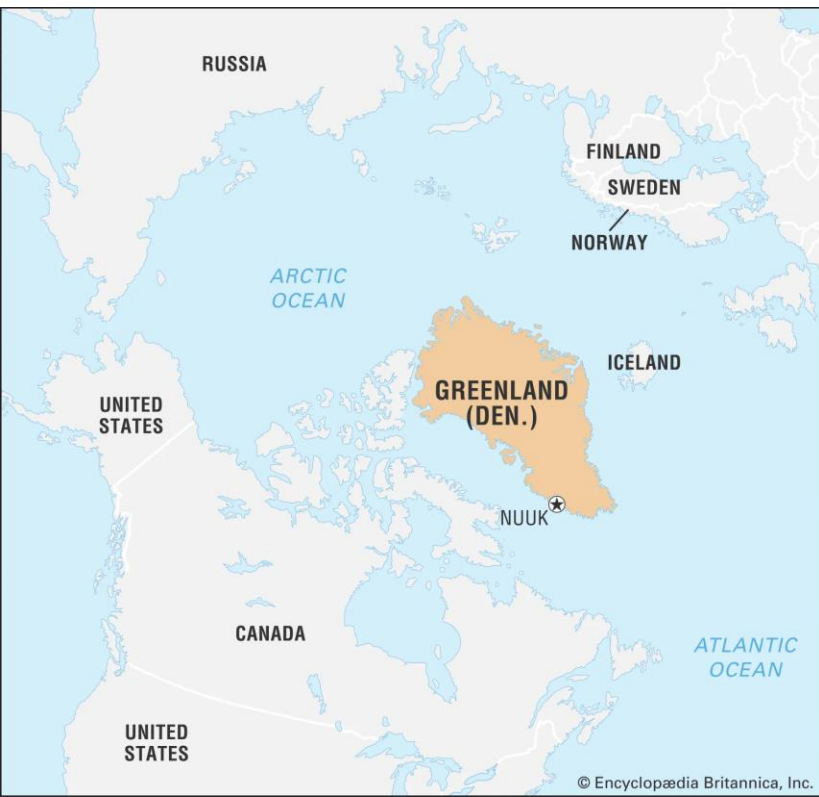 RUSSIA
FINLAND
SWEDEN
NORWAY
ARCTIC
OCEAN
ICELAND
GREENLAND
(DEN.)
UNITED
STATES
NUUK
CANADA
ATLANTIC
OCEAN
UNITED
STATES
© Encyclopædia Britannica, Inc.